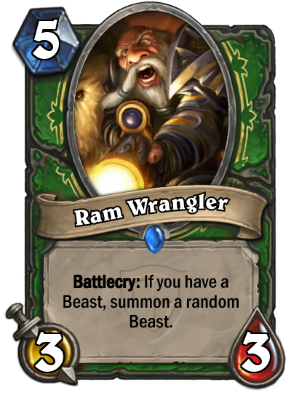 5
Ram Wrangler
Battlecry: If you have a
Beast, summon a random
Beast.
3 3